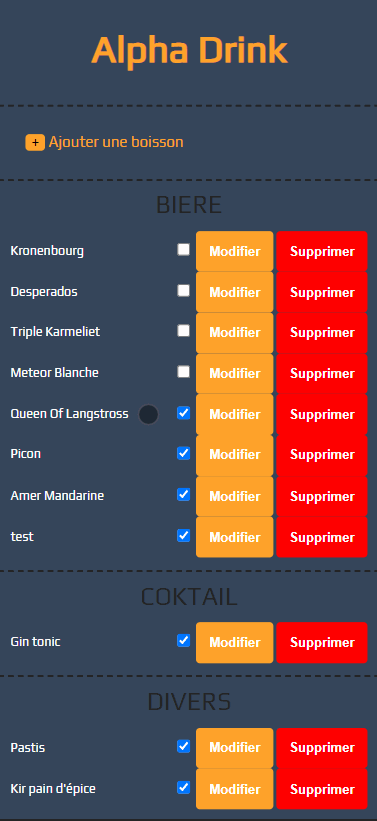 Alpha Drink
+ Ajouter une boisson
BIERE
Kronenbourg Modifier Supprimer
Desperados Modifier Supprimer
Triple Karmeliet Modifier Supprimer
Meteor Blanche Modifier Supprimer
Queen Of Langstross Modifier Supprimer
Picon Modifier Supprimer
Amer Mandarine Modifier Supprimer
test Modifier Supprimer
COKTAIL
Gin tonic Modifier Supprimer
DIVERS
Pastis Modifier Supprimer
Kir pain d'épice Modifier Supprimer